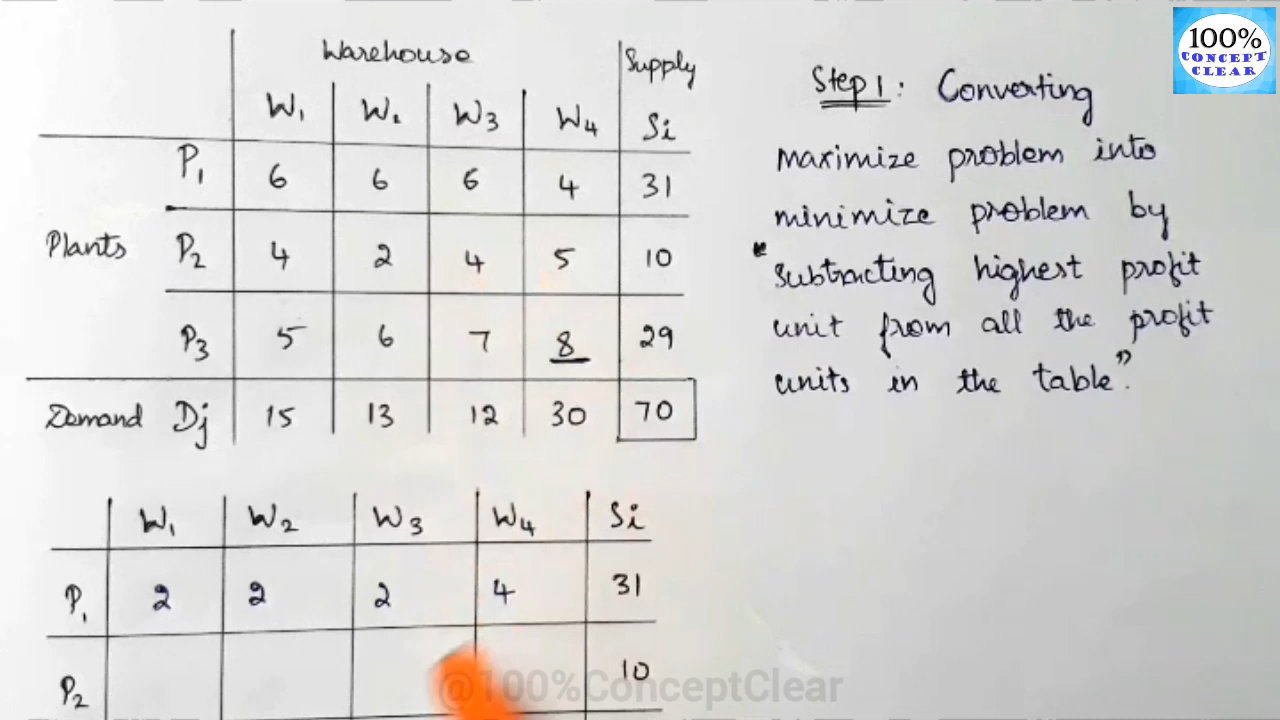 100%
CONCEPT
CLEAR
Warehouse
Supply
W1 W2 W3 W4 Si
P1 6 6 6 4 31
Plants P2 4 2 4 5 10
P3 5 6 7 8 29
Demand Dj 15 13 12 30 70
Step 1: Converting
maximize problem into
minimize problem by
"Subtracting highest profit
unit from all the profit
units in the table".
W1 W2 W3 W4 Si
P1 2 2 2 4 31
P2 10
@100%ConceptClear